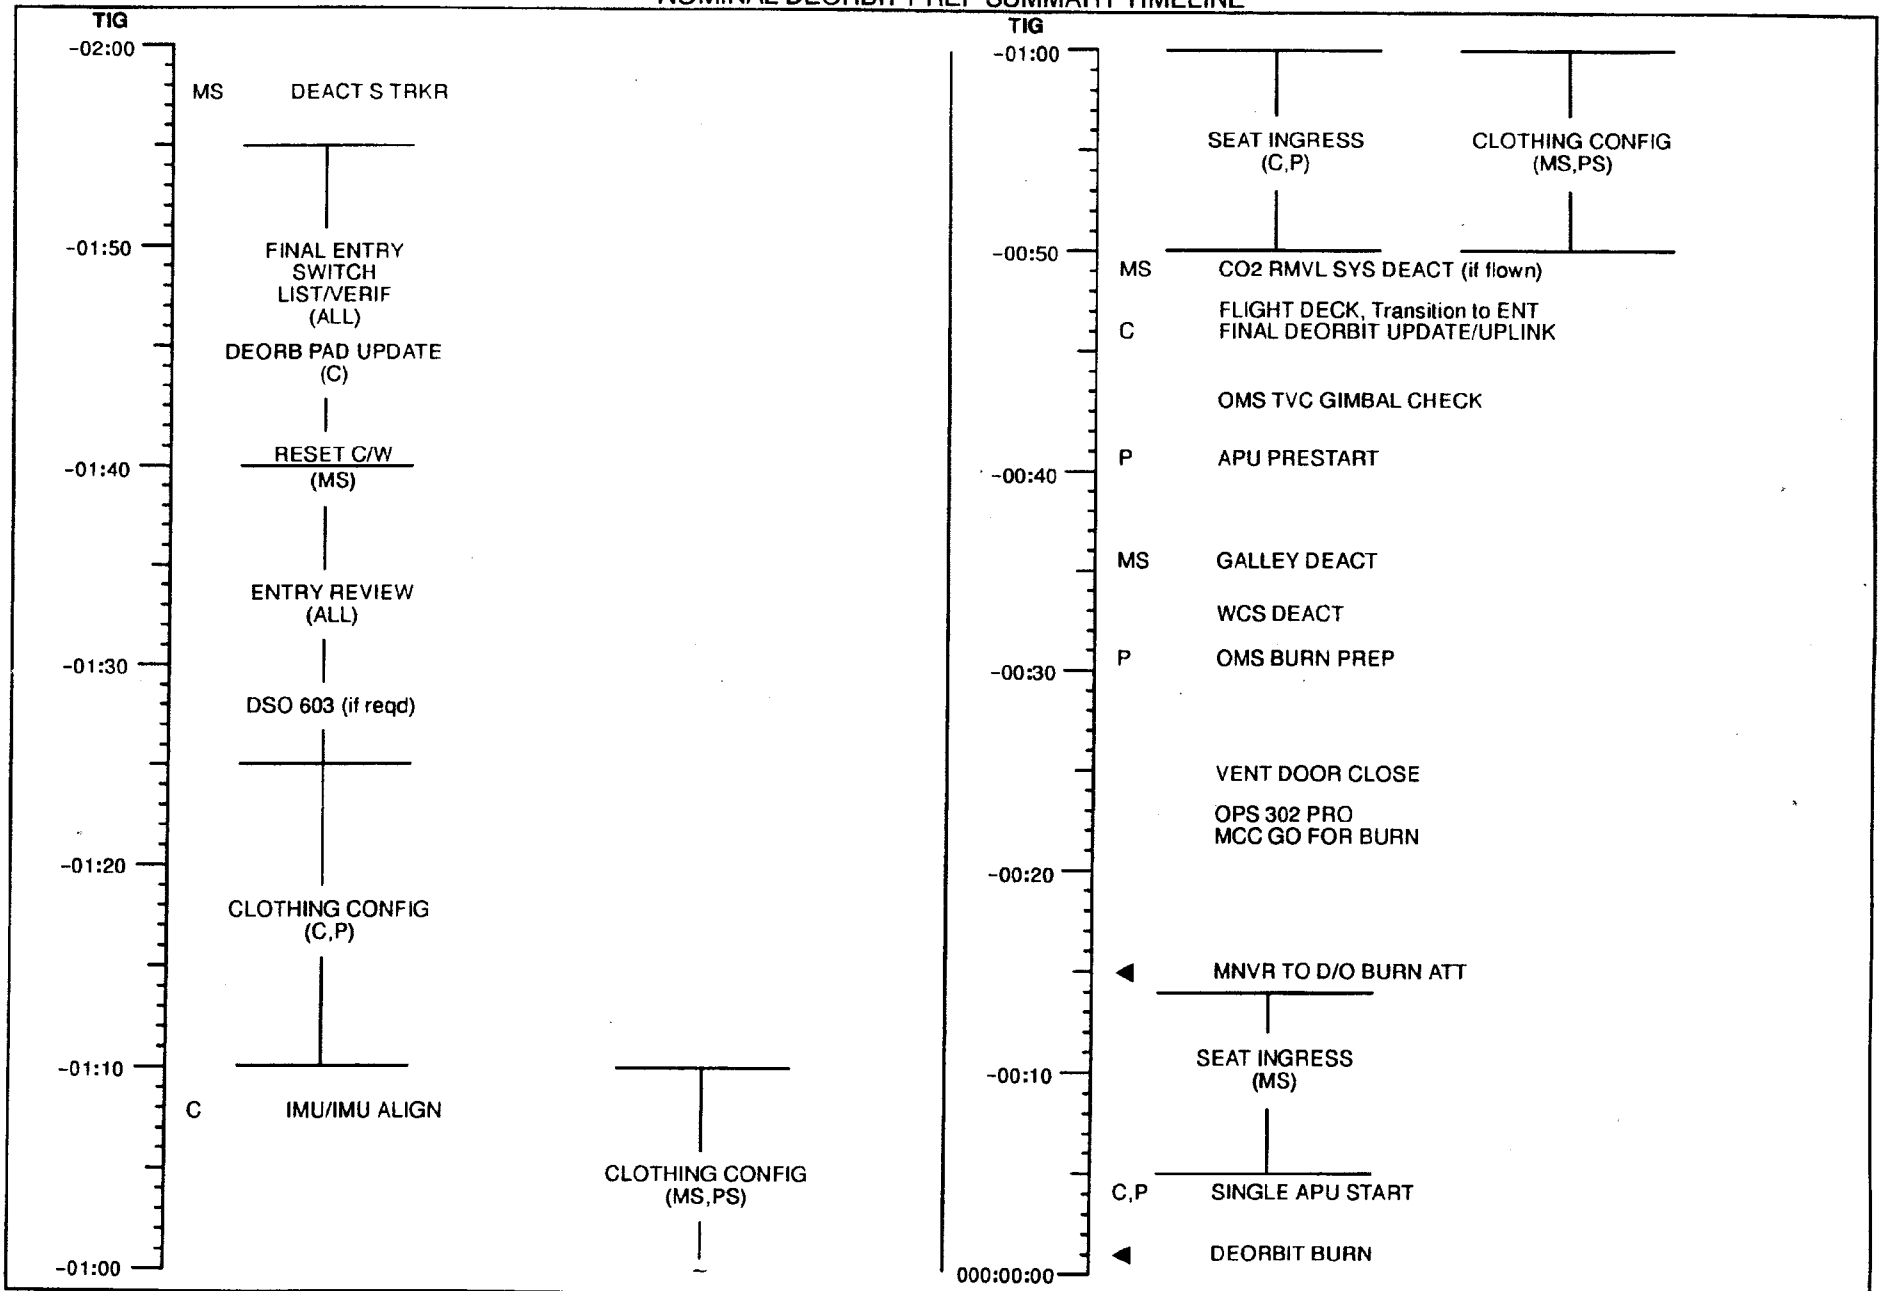 NOMINAL DEORBIT PREP SUMMARY TIMELINE
TIG
-02:00
MS DEACT S TRKR
-01:50
FINAL ENTRY
SWITCH
LIST/VERIF
(ALL)
DEORB PAD UPDATE
(C)
RESET C/W
-01:40
(MS)
ENTRY REVIEW
(ALL)
-01:30
DSO 603 (if reqd)
-01:20
CLOTHING CONFIG
(C,P)
-01:10
C IMU/IMU ALIGN
CLOTHING CONFIG
(MS,PS)
~
-01:00
TIG
-01:00
SEAT INGRESS
(C,P)
CLOTHING CONFIG
(MS,PS)
-00:50
MS CO2 RMVL SYS DEACT (if flown)
FLIGHT DECK, Transition to ENT
C FINAL DEORBIT UPDATE/UPLINK
OMS TVC GIMBAL CHECK
P APU PRESTART
-00:40
MS GALLEY DEACT
WCS DEACT
P OMS BURN PREP
-00:30
VENT DOOR CLOSE
OPS 302 PRO
MCC GO FOR BURN
-00:20
MNVR TO D/O BURN ATT
SEAT INGRESS
-00:10
(MS)
C,P SINGLE APU START
DEORBIT BURN
000:00:00